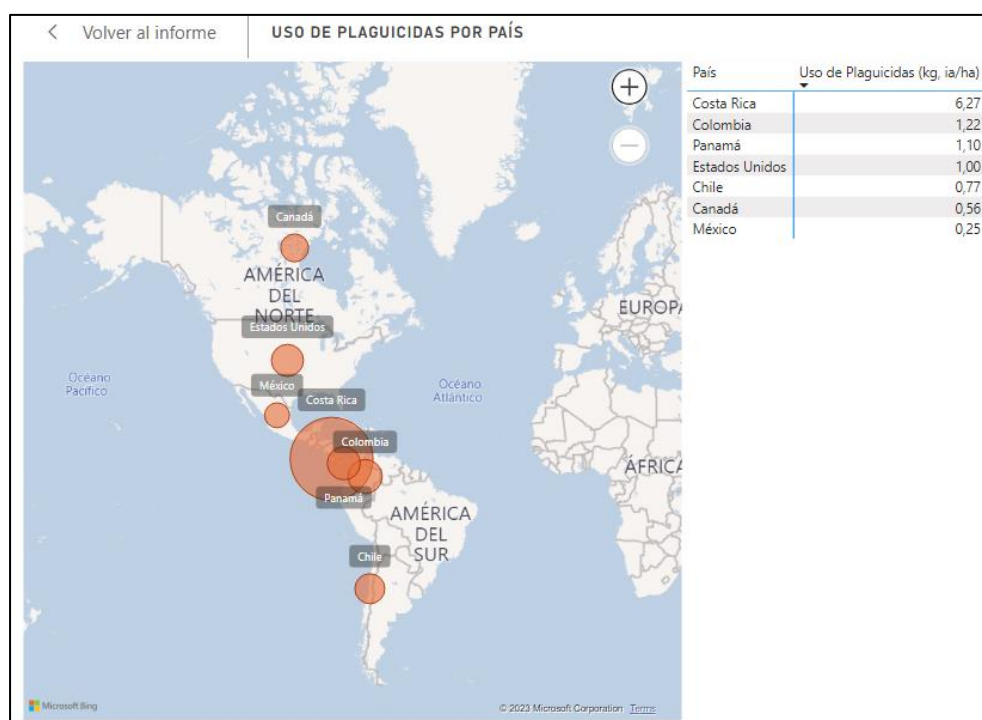 Volver al informe
USO DE PLAGUICIDAS POR PAÍS
País Uso de Plaguicidas (kg, ia/ha)
Costa Rica 6,27
Colombia 1,22
Panamá 1,10
Estados Unidos 1,00
Chile 0,77
Canadá 0,56
México 0,25
Canadá
AMÉRICA
DEL
NORTE
Estados Unidos
EUROPA
México
Océano
Pacífico
Océano
Atlántico
Costa Rica
Colombia
ÁFRICA
Panamá
AMÉRICA
DEL
SUR
Chile
Microsoft Bing
© 2023 Microsoft Corporation Terms